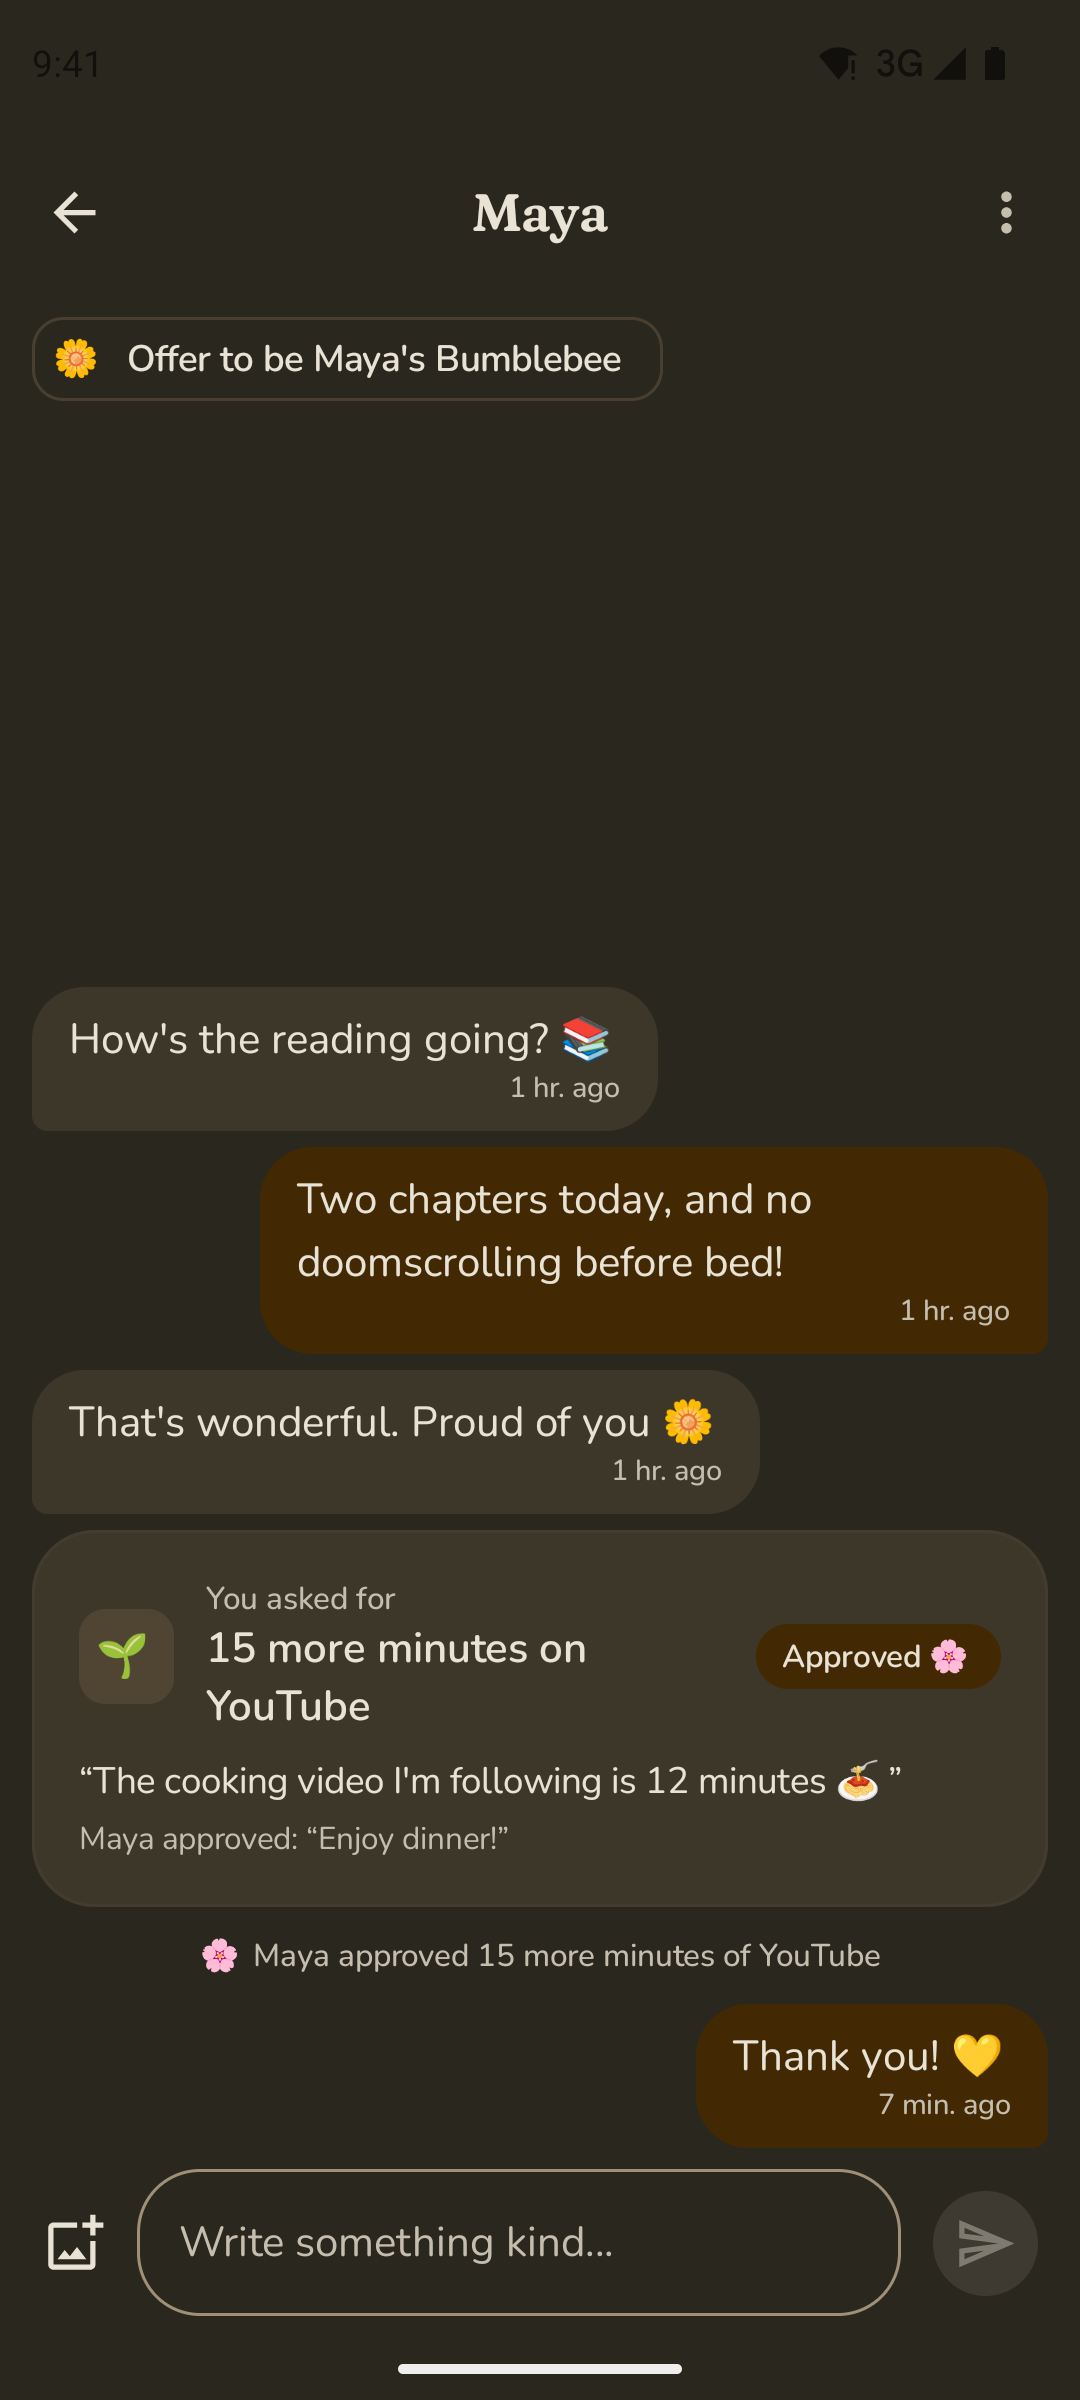 9:41
3G
Maya
🌼 Offer to be Maya's Bumblebee
How's the reading going? 📚
1 hr. ago
Two chapters today, and no
doomscrolling before bed!
1 hr. ago
That's wonderful. Proud of you 🌼
1 hr. ago
You asked for
15 more minutes on
YouTube
Approved 🌸
“The cooking video I'm following is 12 minutes 🍝 ”
Maya approved: “Enjoy dinner!”
🌸 Maya approved 15 more minutes of YouTube
Thank you! 💛
7 min. ago
Write something kind...